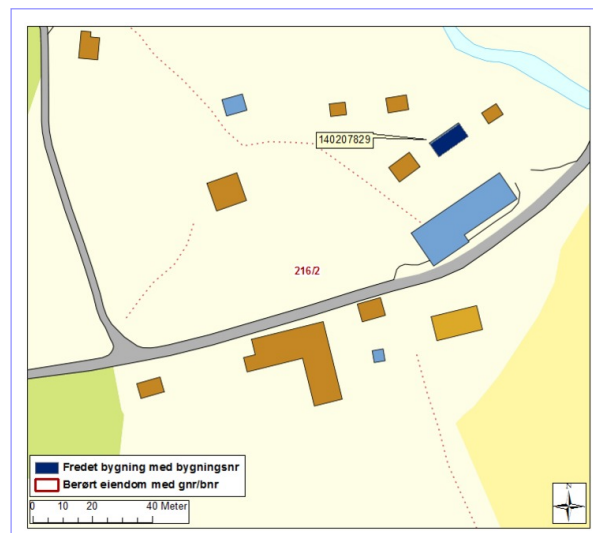 140207829
216/2
Fredet bygning med bygningsnr
Berørt eiendom med gnr/bnr
0 10 20 40 Meter
N